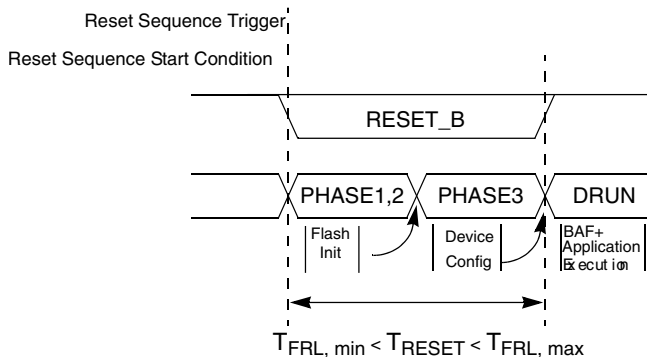 Reset Sequence Trigger
Reset Sequence Start Condition
RESET_B
PHASE1,2
PHASE3
DRUN
Flash
Init
Device
Config
BAF+
Application
Execution
TFRL, min < TRESET < TFRL, max